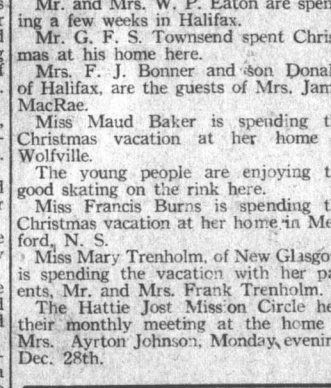 Mr. and Mrs. W. P. Eaton are spen
ing a few weeks in Halifax.
Mr. G. F. S. Townsend spent Chris
mas at his home here.
Mrs. F. J. Bonner and son Donal
of Halifax, are the guests of Mrs. Jam
MacRae.
Miss Maud Baker is spending t
Christmas vacation at her home
Wolfville.
The young people are enjoying t
good skating on the rink here.
Miss Francis Burns is spending t
Christmas vacation at her home in Me
ford, N. S.
Miss Mary Trenholm, of New Glasgo
is spending the vacation with her pa
ents, Mr. and Mrs. Frank Trenholm.
The Hattie Jost Mission Circle he
their monthly meeting at the home
Mrs. Ayrton Johnson, Monday evenin
Dec. 28th.